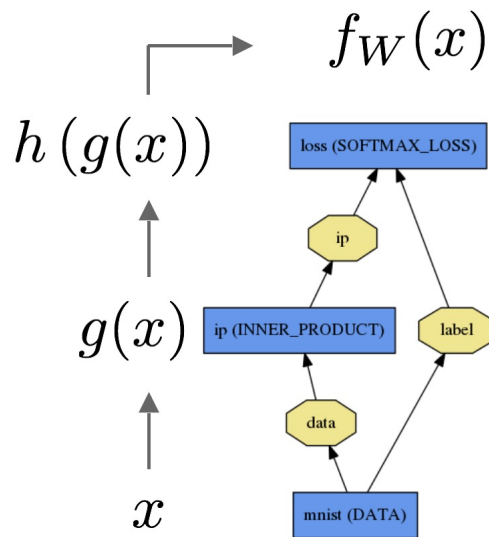 f_W(x)
h (g(x))
loss (SOFTMAX_LOSS)
ip
g(x)
ip (INNER_PRODUCT)
label
data
x
mnist (DATA)